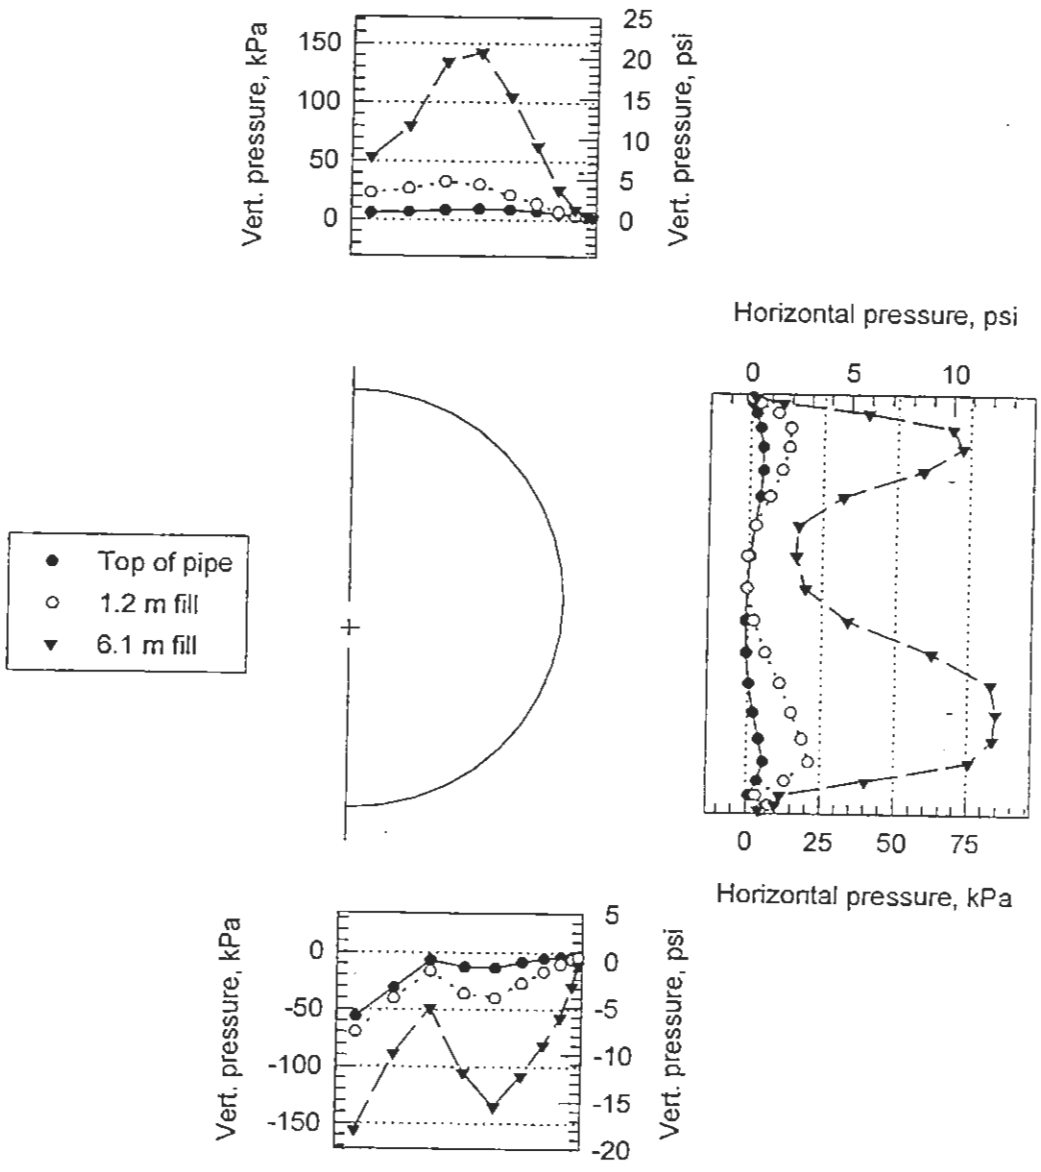 Vert. pressure, kPa
150
100
50
0
25
20
15
10
5
0
Vert. pressure, psi
Horizontal pressure, psi
0 5 10
Top of pipe
1.2 m fill
6.1 m fill
0 25 50 75
Horizontal pressure, kPa
Vert. pressure, kPa
0
-50
-100
-150
5
0
-5
-10
-15
-20
Vert. pressure, psi